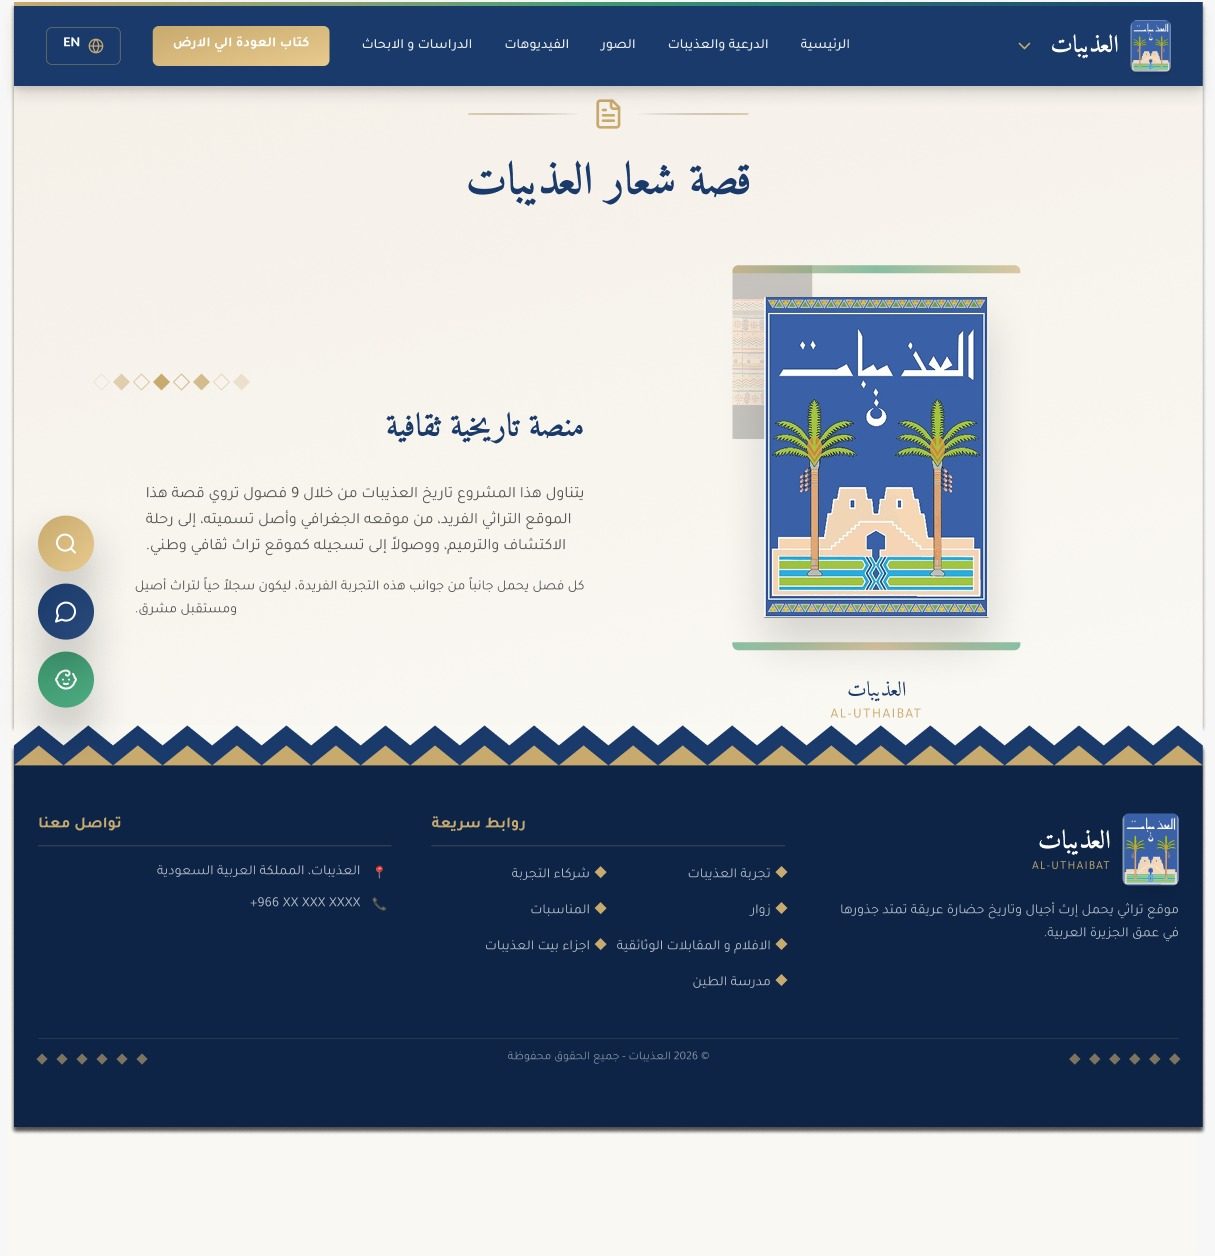 العذيبات
العذيبات
الرئيسية
الدرعية والعذيبات
الصور
الفيديوهات
الدراسات و الابحاث
كتاب العودة الي الارض
EN
قصة شعار العذيبات
العذيبات
العذيبات
AL-UTHAIBAT
منصة تاريخية ثقافية
يتناول هذا المشروع تاريخ العذيبات من خلال 9 فصول تروي قصة هذا
الموقع التراثي الفريد، من موقعه الجغرافي وأصل تسميته، إلى رحلة
الاكتشاف والترميم، ووصولاً إلى تسجيله كموقع تراث ثقافي وطني.
كل فصل يحمل جانباً من جوانب هذه التجربة الفريدة، ليكون سجلاً حياً لتراث أصيل
ومستقبل مشرق.
العذيبات
العذيبات
AL-UTHAIBAT
موقع تراثي يحمل إرث أجيال وتاريخ حضارة عريقة تمتد جذورها
في عمق الجزيرة العربية.
روابط سريعة
تجربة العذيبات
شركاء التجربة
زوار
المناسبات
الافلام و المقابلات الوثائقية
اجزاء بيت العذيبات
مدرسة الطين
تواصل معنا
العذيبات، المملكة العربية السعودية
+966 XX XXX XXXX
© 2026 العذيبات - جميع الحقوق محفوظة